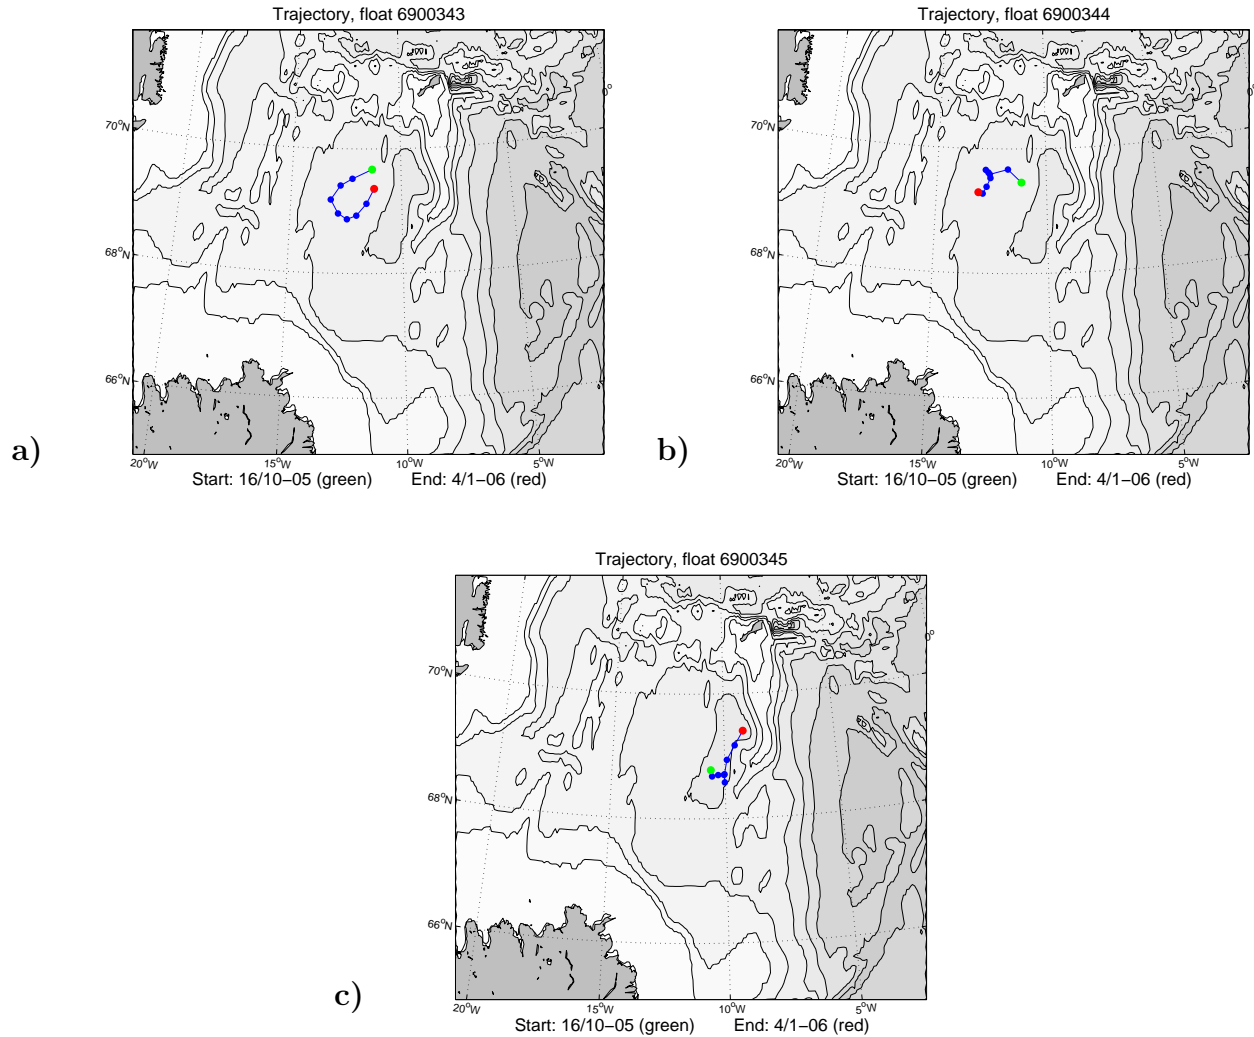 Trajectory, float 6900343
70°N
68°N
66°N
20°W
15°W
10°W
5°W
0°
Start: 16/10−05 (green) End: 4/1−06 (red)
a)
Trajectory, float 6900344
70°N
68°N
66°N
20°W
15°W
10°W
5°W
0°
Start: 16/10−05 (green) End: 4/1−06 (red)
b)
Trajectory, float 6900345
70°N
68°N
66°N
20°W
15°W
10°W
5°W
0°
Start: 16/10−05 (green) End: 4/1−06 (red)
c)